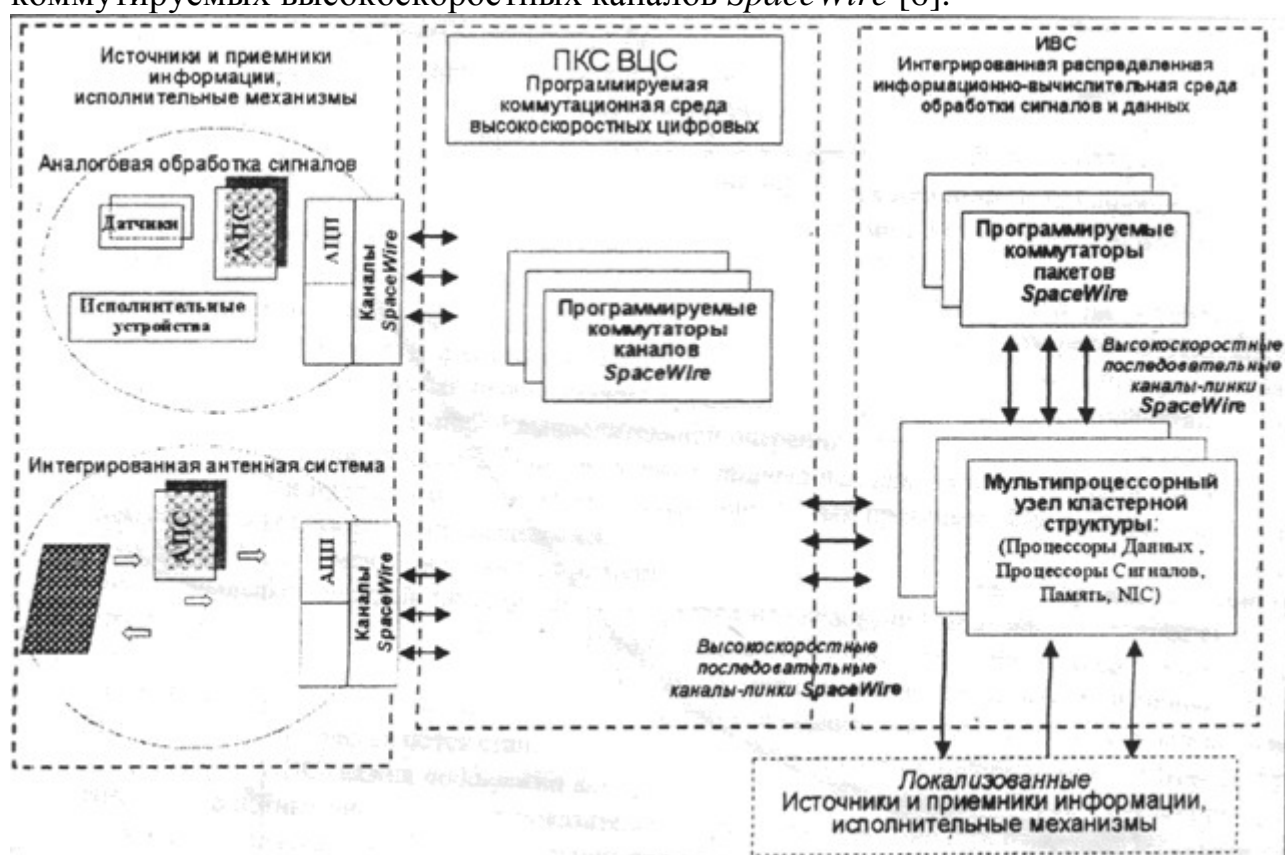 коммутируемых высокоскоростных каналов SpaceWire [6].
Источники и приемники
информации,
исполнительные механизмы
Аналоговая обработка сигналов
Датчики
АПС
Исполнительные
устройства
АЦП
Каналы
SpaceWire
Интегрированная антенная система
АПС
АЦП
Каналы
SpaceWire
ПКС ВЦС
Программируемая
коммутационная среда
высокоскоростных цифровых
Программируемые
коммутаторы
каналов
SpaceWire
Высокоскоростные
последовательные
каналы-линки SpaceWire
ИВС
Интегрированная распределенная
информационно-вычислительная среда
обработки сигналов и данных
Программируемые
коммутаторы
пакетов
SpaceWire
Высокоскоростные
последовательные
каналы-линки
SpaceWire
Мультипроцессорный
узел кластерной
структуры:
(Процессоры Данных ,
Процессоры Сигналов,
Память, NIC)
Локализованные
Источники и приемники информации,
исполнительные механизмы